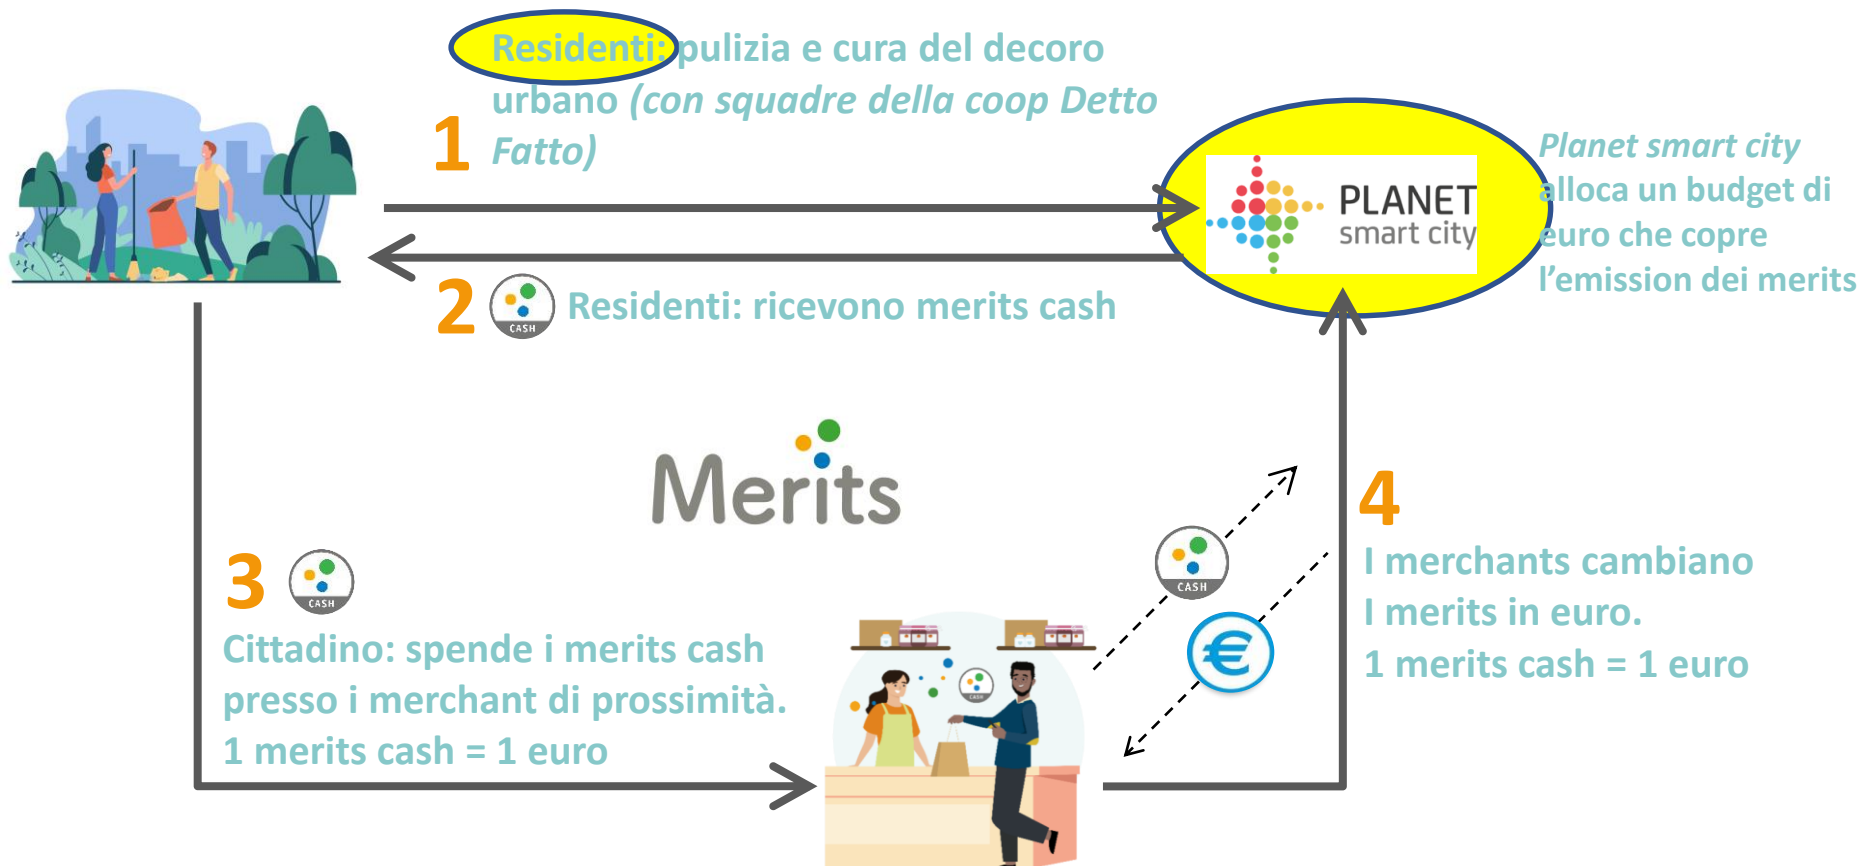 Residenti: pulizia e cura del decoro
urbano (con squadre della coop Detto
Fatto)
1
PLANET
smart city
Planet smart city
alloca un budget di
euro che copre
l'emission dei merits
2
CASH
Residenti: ricevono merits cash
Merits
3
CASH
Cittadino: spende i merits cash
presso i merchant di prossimità.
1 merits cash = 1 euro
CASH
CASH
€
4
I merchants cambiano
I merits in euro.
1 merits cash = 1 euro